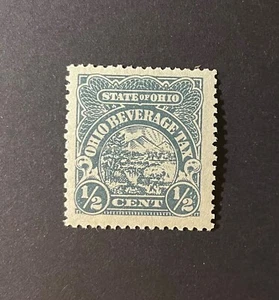 STATE OF OHIO
OHIO BEVERAGE TAX
1/2 CENT 1/2